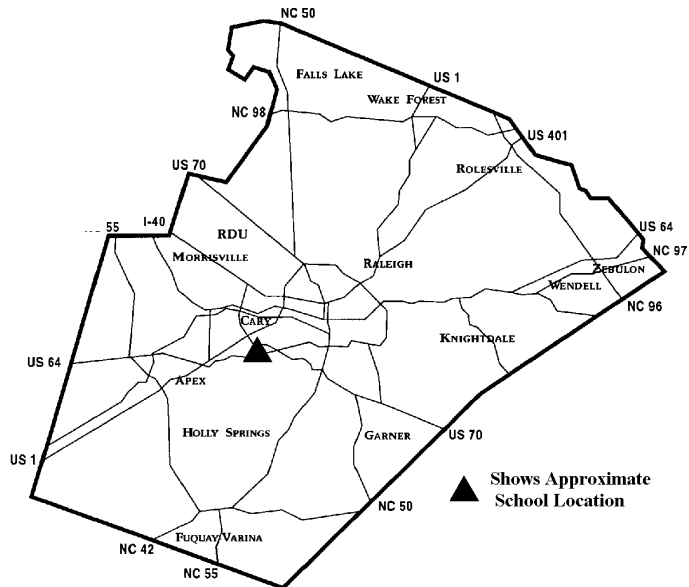 NC 50
FALLS LAKE
US 1
WAKE FOREST
NC 98
US 401
US 70
ROLESVILLE
55
I-40
RDU
US 64
MORRISVILLE
RALEIGH
NC 97
ZEBULON
WENDELL
NC 96
CARY
KNIGHTDALE
US 64
APEX
HOLLY SPRINGS
GARNER
US 70
US 1
Shows Approximate
School Location
NC 50
FUQUAY VARINA
NC 42
NC 55